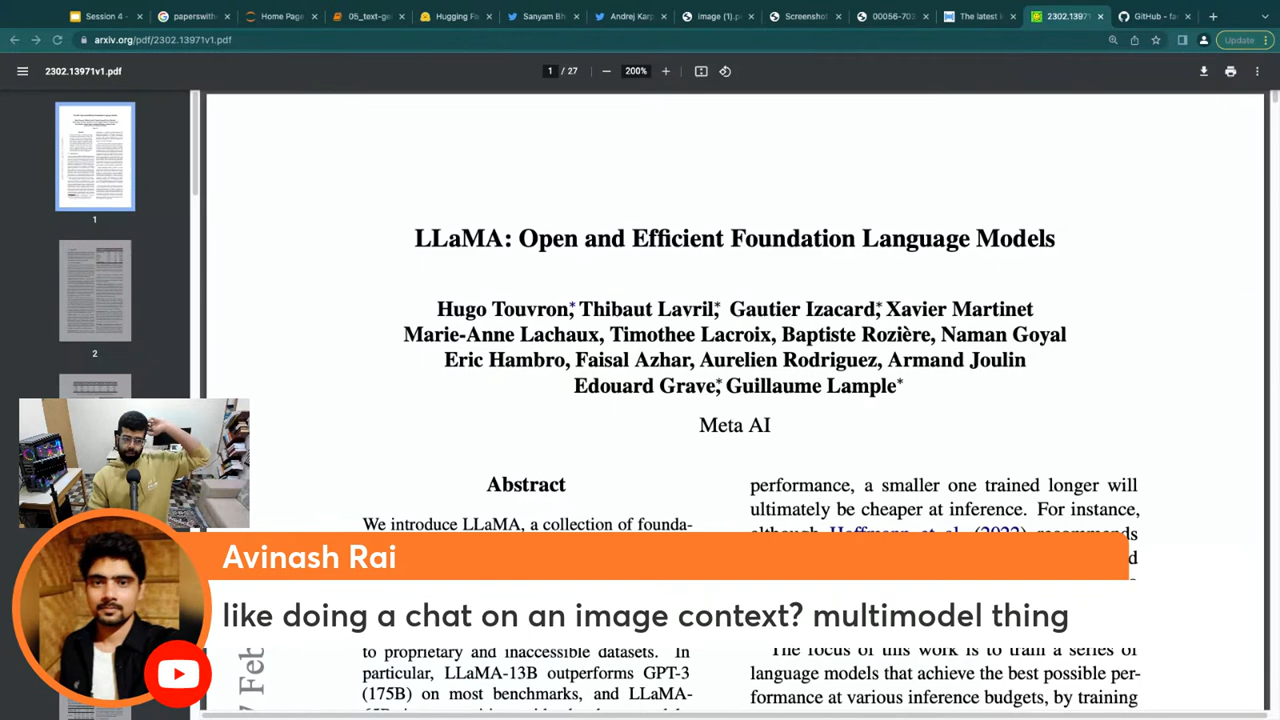 Session 4 -
paperswith
Home Page
05_text-ge
Hugging Fa
Sanyam Bh
Andrej Karp
Image (1).p
Screenshot
00056-703
The latest i
2302.13971
GitHub - fa
arxiv.org/pdf/2302.13971v1.pdf
Update
2302.13971v1.pdf
1 / 27
200%
1
2
LLaMA: Open and Efficient Foundation Language Models
Hugo Touvron,* Thibaut Lavril,* Gautier Izacard,* Xavier Martinet
Marie-Anne Lachaux, Timothee Lacroix, Baptiste Rozière, Naman Goyal
Eric Hambro, Faisal Azhar, Aurelien Rodriguez, Armand Joulin
Edouard Grave,* Guillaume Lample*
Meta AI
Abstract
We introduce LLaMA, a collection of founda-
to proprietary and inaccessible datasets. In
particular, LLaMA-13B outperforms GPT-3
(175B) on most benchmarks, and LLaMA-
performance, a smaller one trained longer will
ultimately be cheaper at inference. For instance,
although Hoffmann et al. (2022) recommends
The focus of this work is to train a series of
language models that achieve the best possible per-
formance at various inference budgets, by training
Feb
Avinash Rai
like doing a chat on an image context? multimodel thing